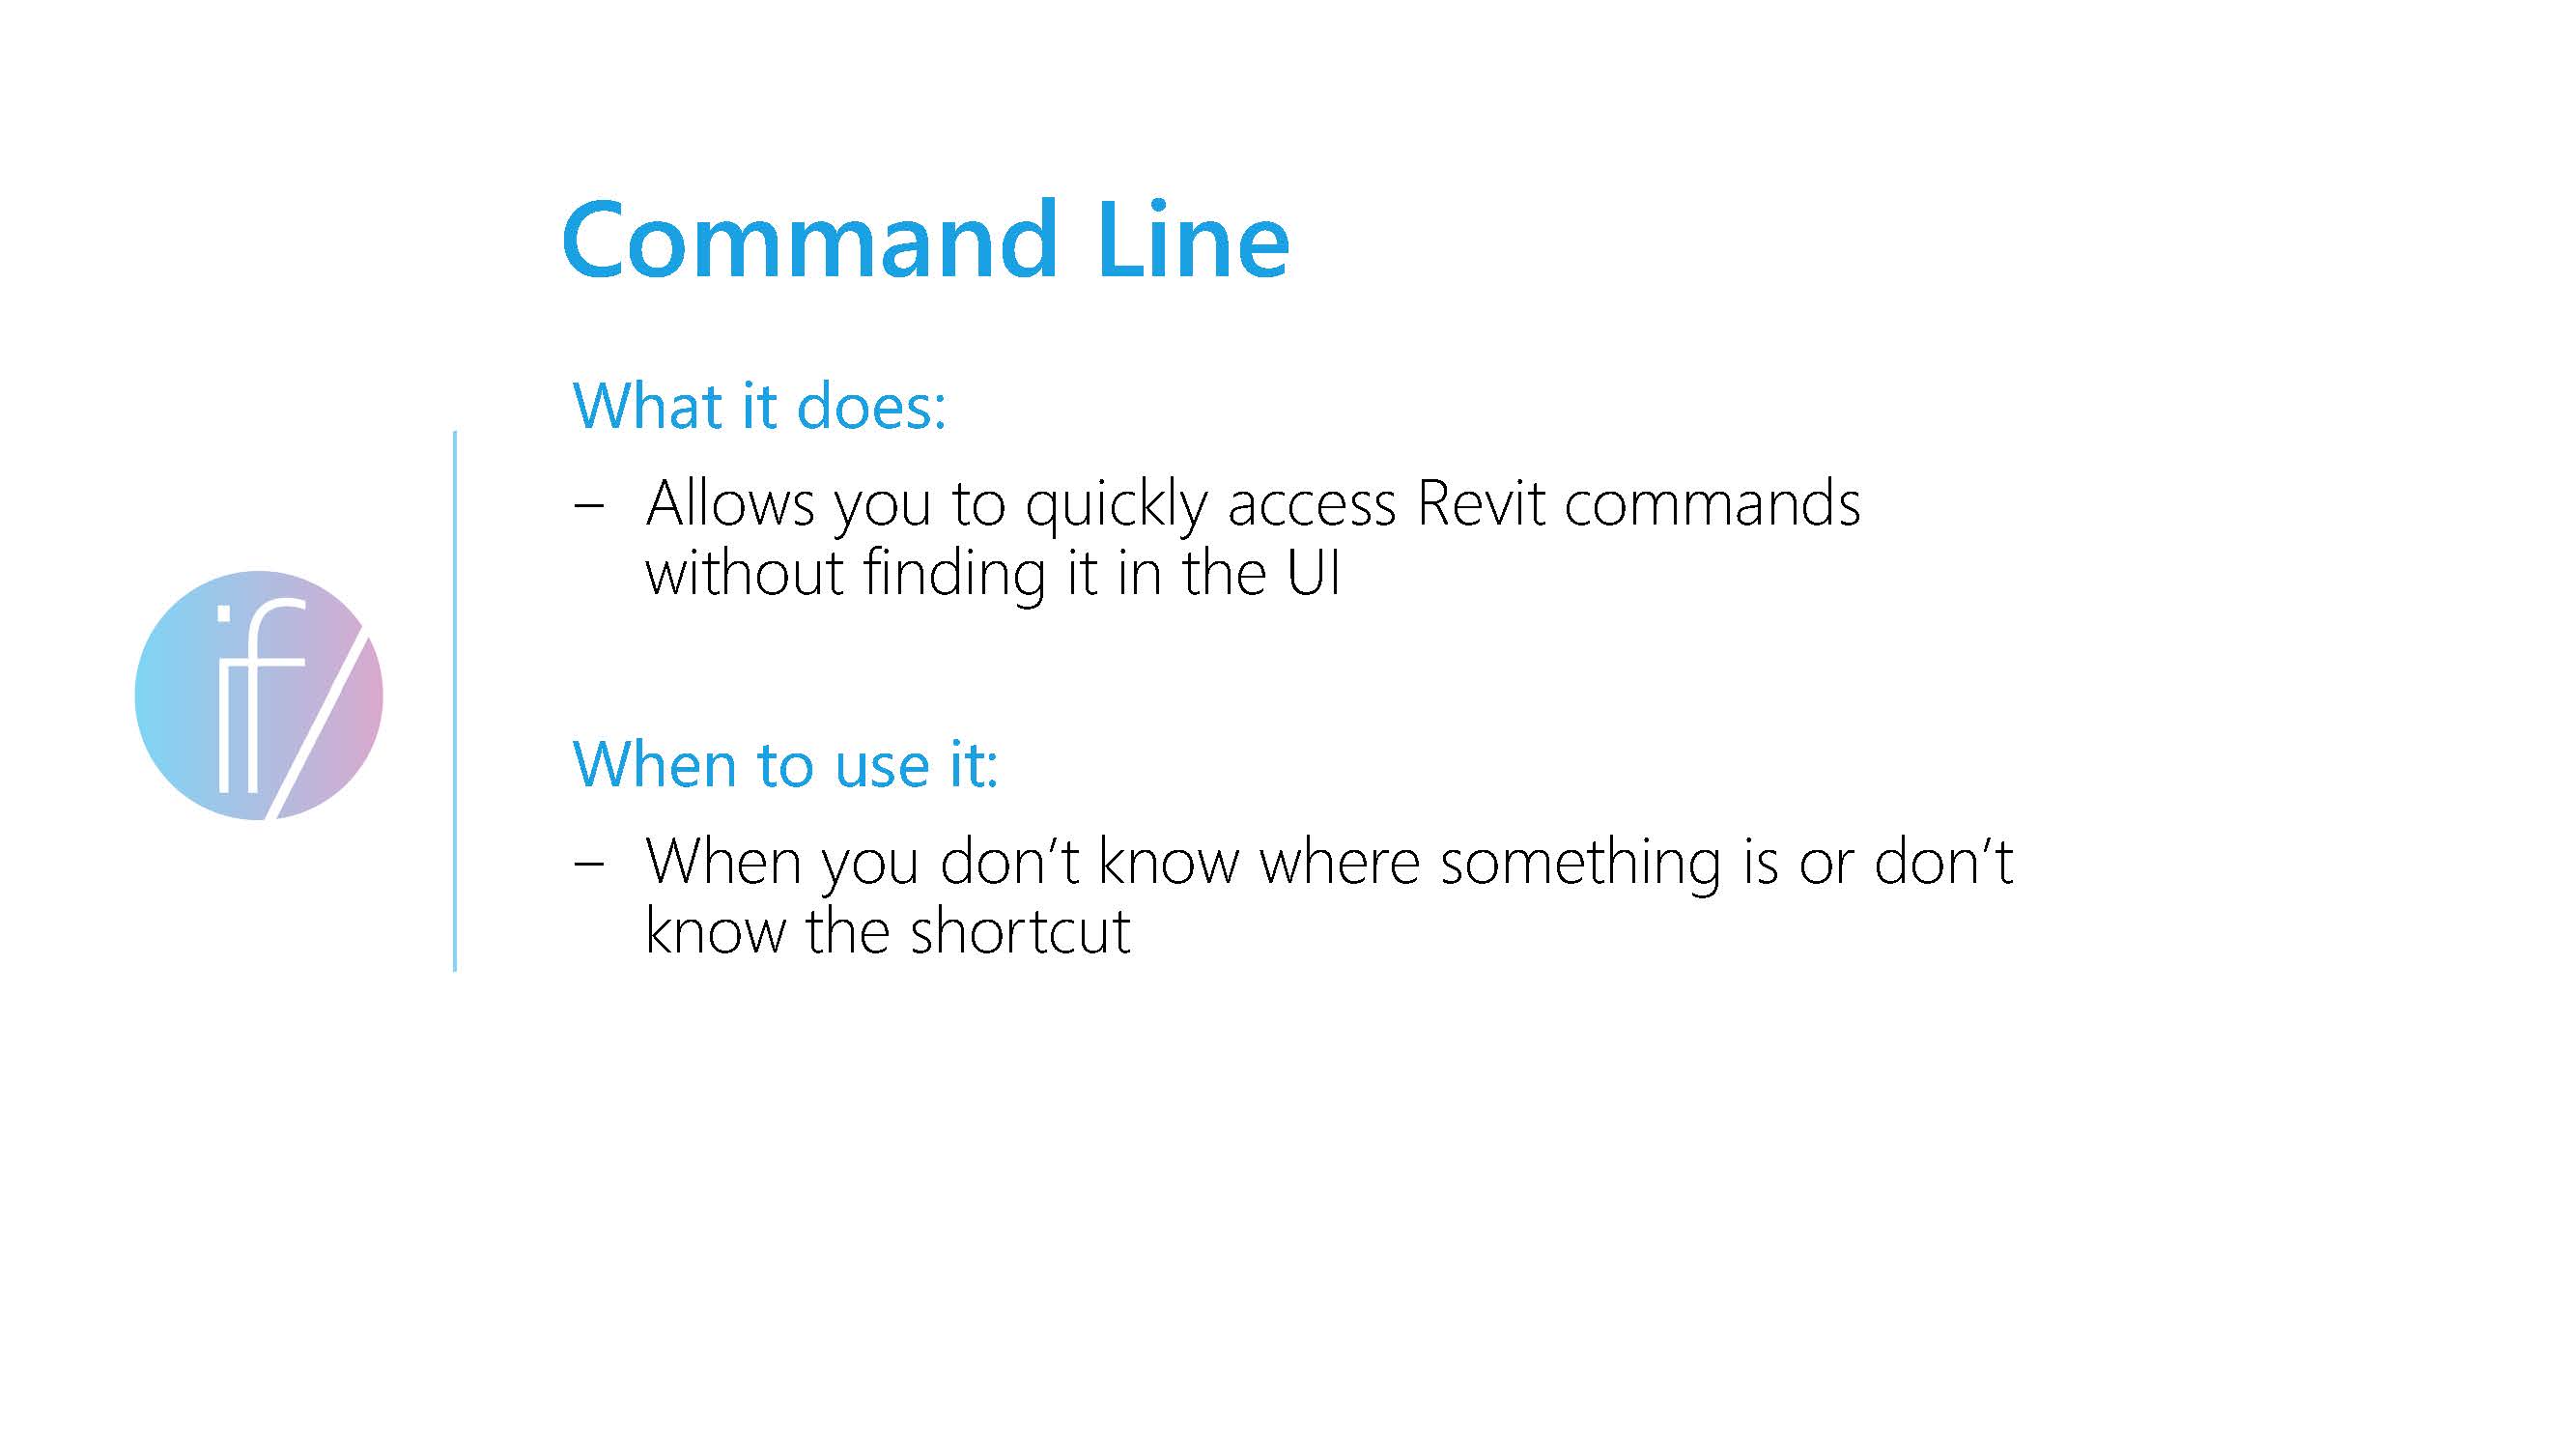 Command Line
What it does:
– Allows you to quickly access Revit commands
without finding it in the UI
if/
When to use it:
– When you don’t know where something is or don’t
know the shortcut